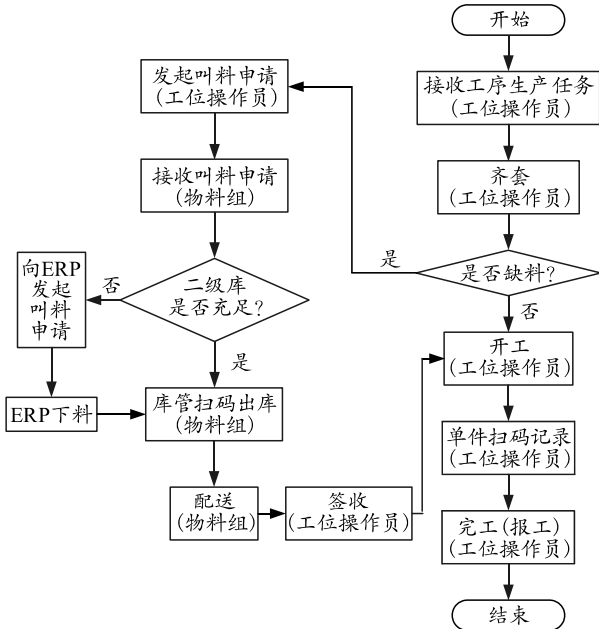 开始
接收工序生产任务
(工位操作员)
齐套
(工位操作员)
是否缺料?
是
否
发起叫料申请
(工位操作员)
接收叫料申请
(物料组)
二级库
是否充足?
否
是
向ERP
发起
叫料
申请
ERP下料
库管扫码出库
(物料组)
配送
(物料组)
签收
(工位操作员)
开工
(工位操作员)
单件扫码记录
(工位操作员)
完工(报工)
(工位操作员)
结束